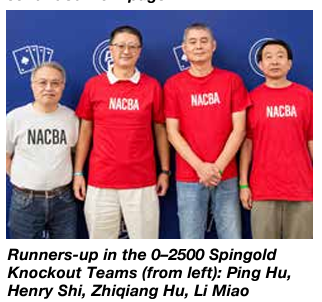 NACBA
NACBA
NACBA
NACBA
Runners-up in the 0–2500 Spingold
Knockout Teams (from left): Ping Hu,
Henry Shi, Zhiqiang Hu, Li Miao